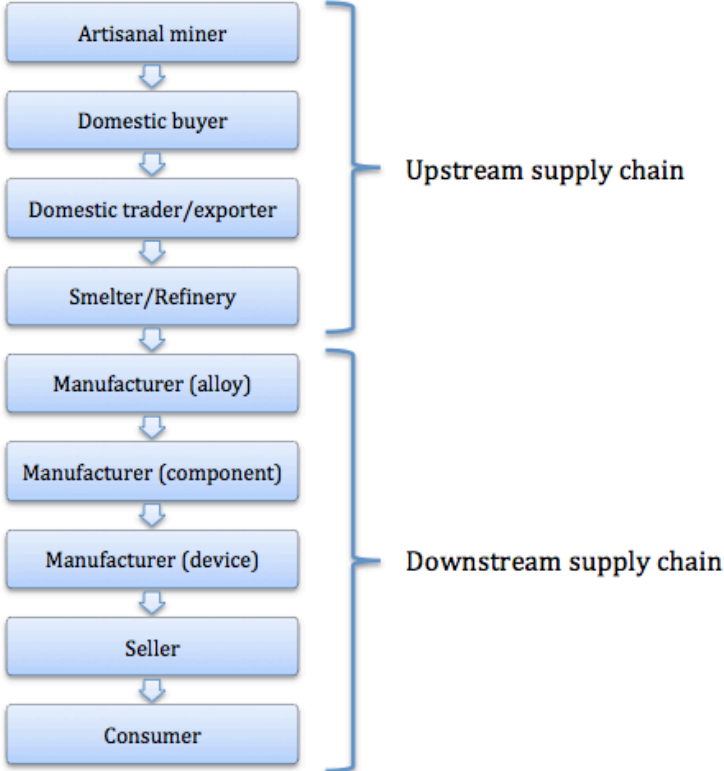 Artisanal miner
Domestic buyer
Domestic trader/exporter
Smelter/Refinery
Upstream supply chain
Manufacturer (alloy)
Manufacturer (component)
Manufacturer (device)
Seller
Consumer
Downstream supply chain